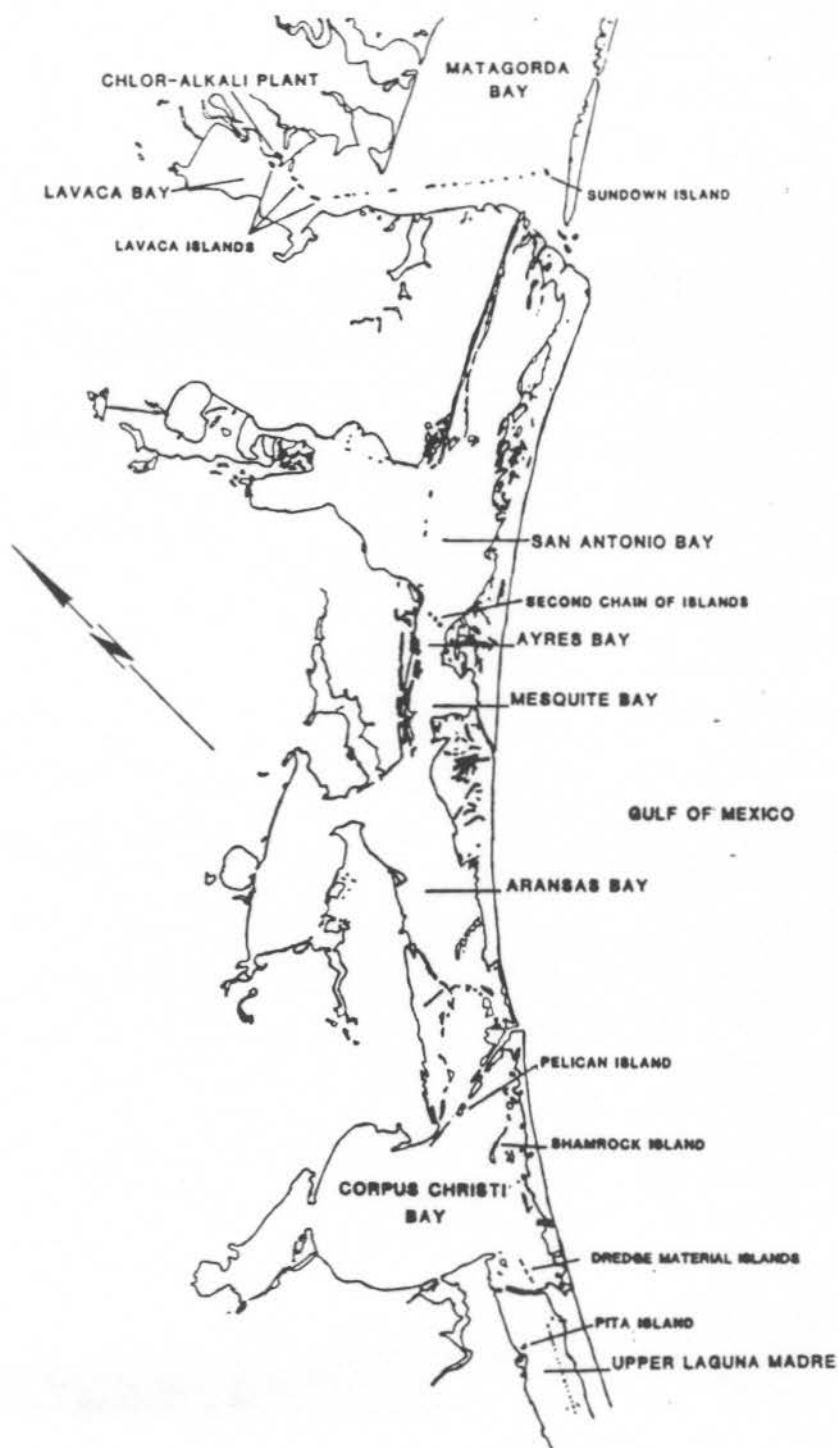 MATAGORDA
BAY
CHLOR-ALKALI PLANT
LAVACA BAY
SUNDOWN ISLAND
LAVACA ISLANDS
SAN ANTONIO BAY
SECOND CHAIN OF ISLANDS
AYRES BAY
MESQUITE BAY
GULF OF MEXICO
ARANSAS BAY
PELICAN ISLAND
SHAMROCK ISLAND
CORPUS CHRISTI
BAY
DREDGE MATERIAL ISLANDS
PITA ISLAND
UPPER LAGUNA MADRE